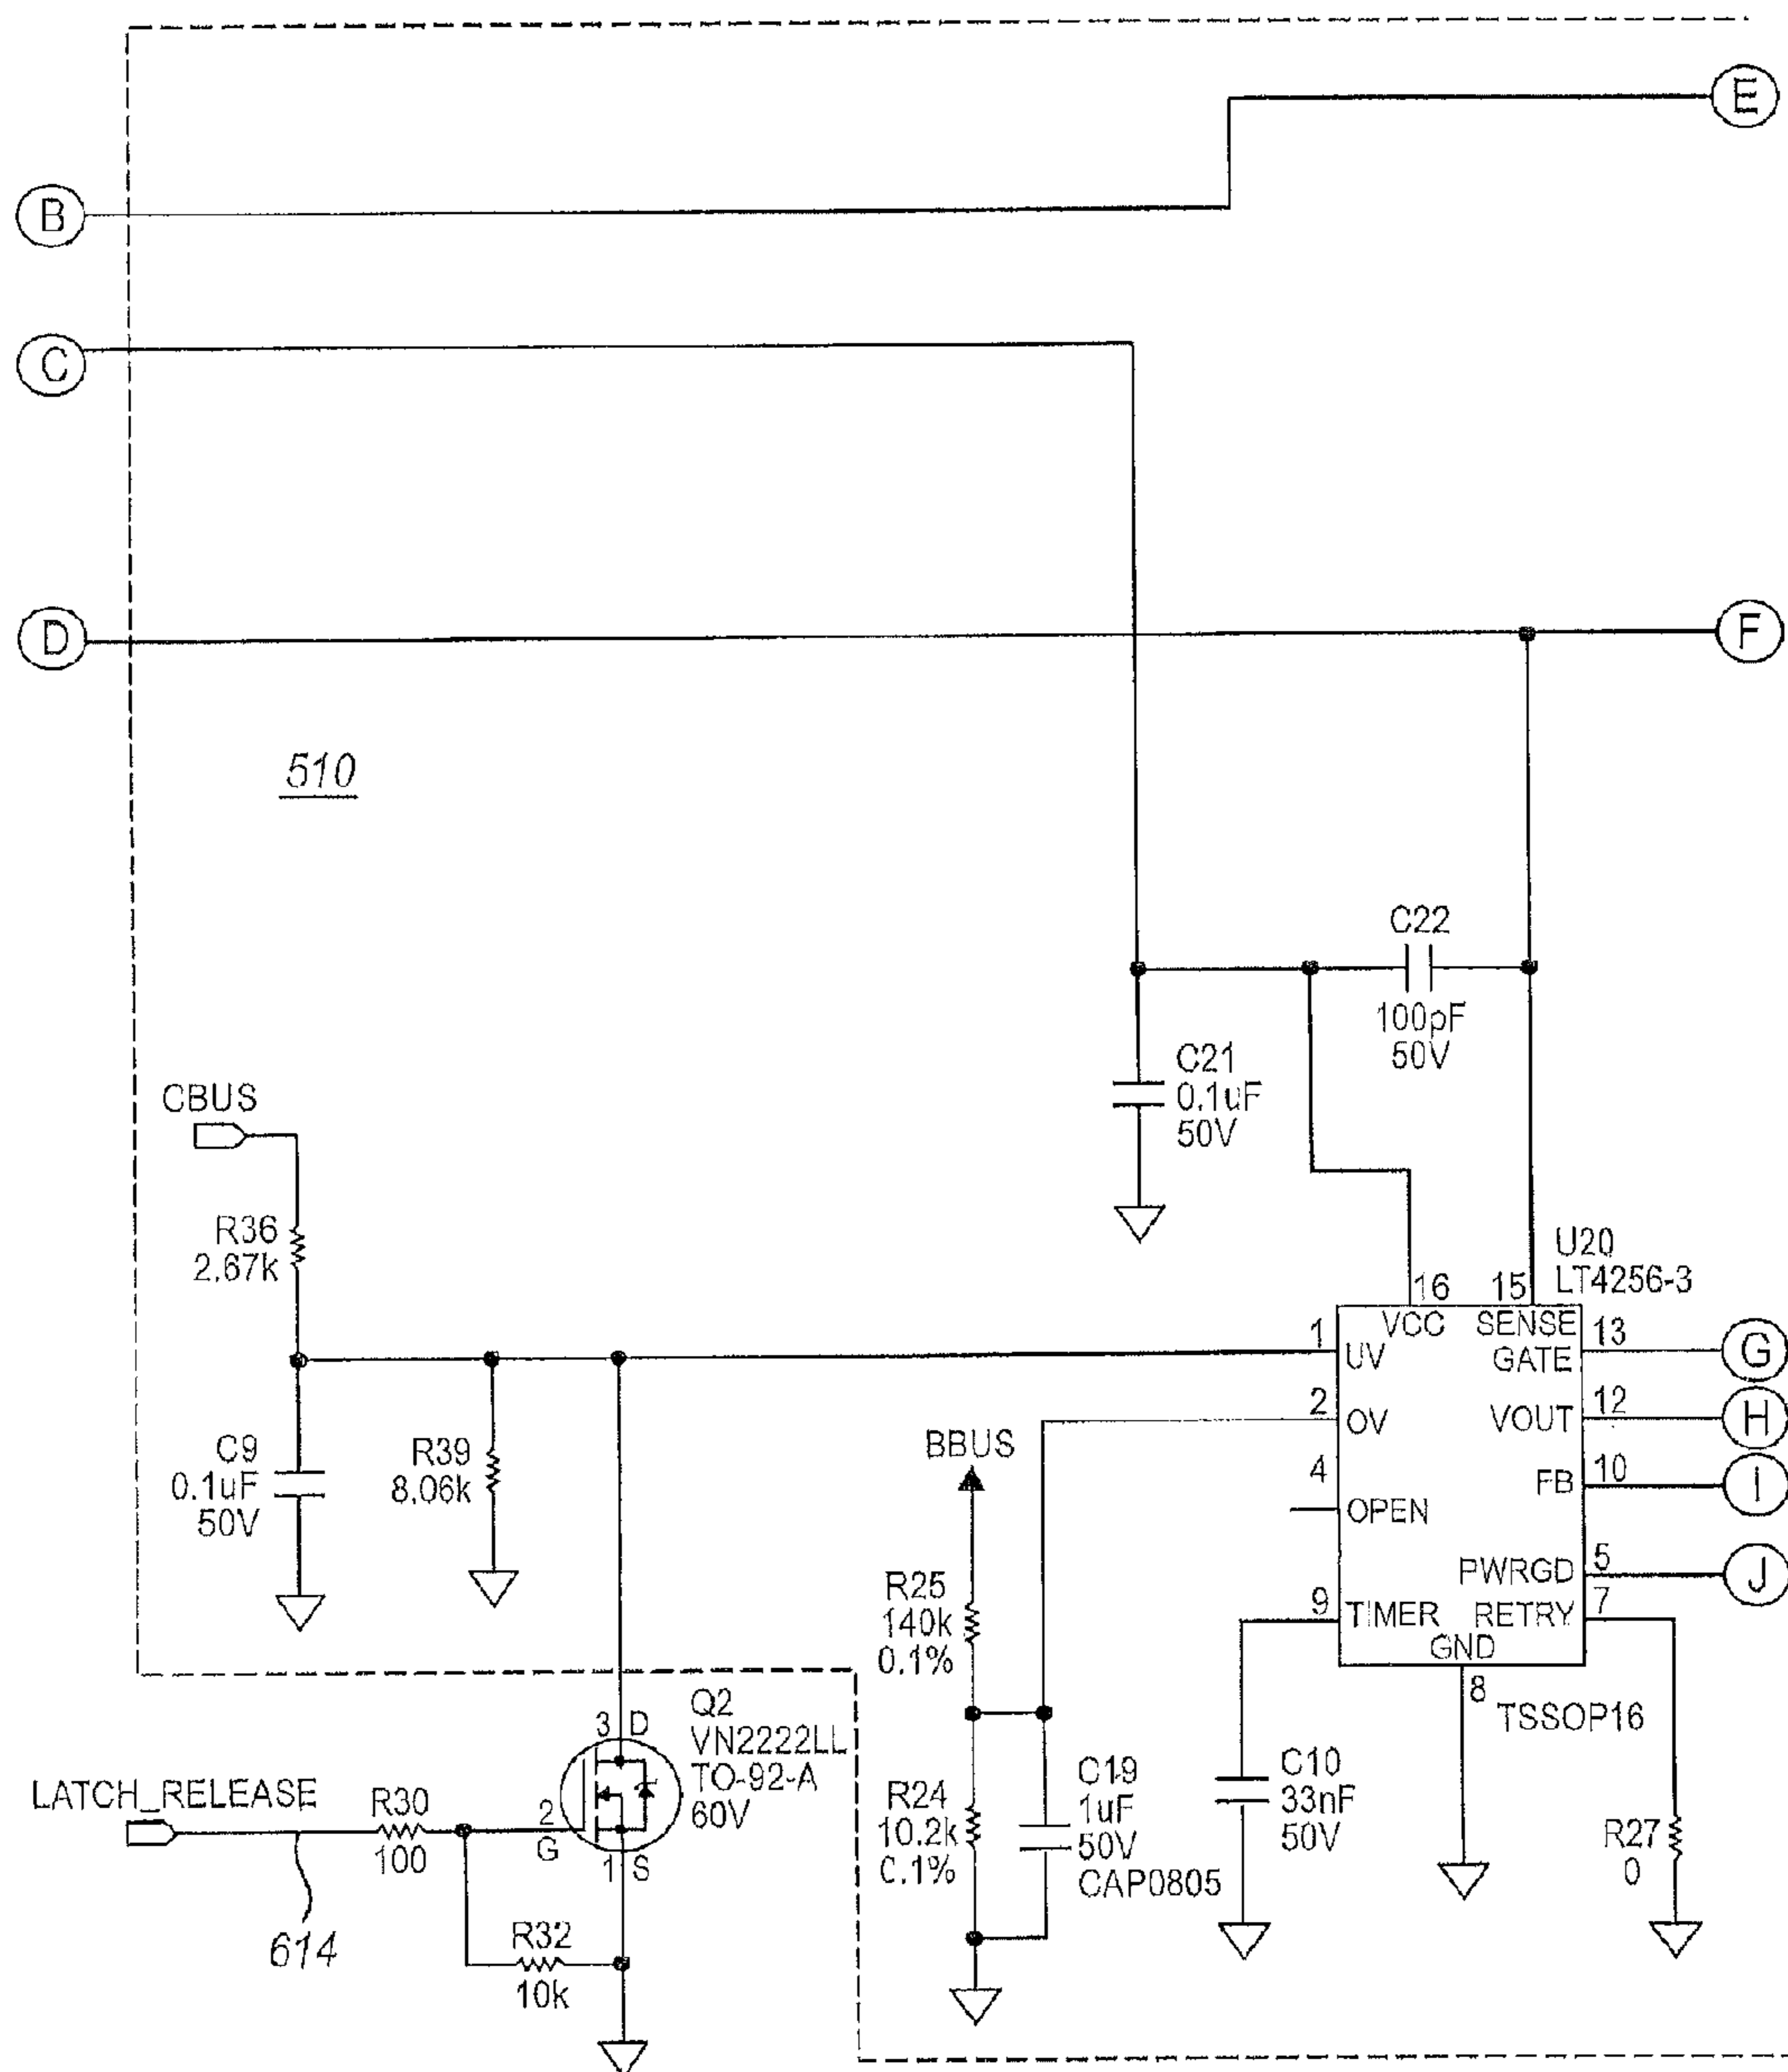 E
B
C
D
F
510
C22
100pF
50V
C21
0.1uF
50V
CBUS
R36
2.67k
U20
LT4256-3
16
15
VCC
SENSE
1
UV
GATE
13
G
2
OV
VOUT
12
H
4
OPEN
FB
10
I
PWRGD
5
J
9
TIMER
RETRY
7
GND
8
TSSOP16
C9
0.1uF
50V
R39
8.06k
BBUS
R25
140k
0.1%
R24
10.2k
0.1%
C19
1uF
50V
CAP0805
C10
33nF
50V
R27
0
Q2
VN2222LL
TO-92-A
60V
3
D
2
G
1
S
LATCH_RELEASE
R30
100
614
R32
10k